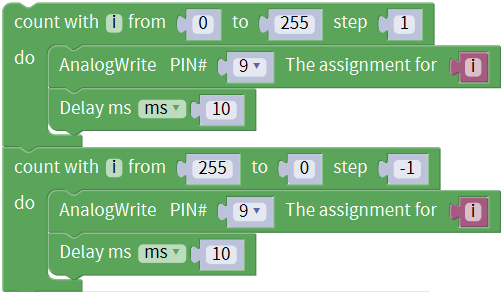 count with i from 0 to 255 step 1
do AnalogWrite PIN# 9 The assignment for i
Delay ms ms 10
count with i from 255 to 0 step -1
do AnalogWrite PIN# 9 The assignment for i
Delay ms ms 10